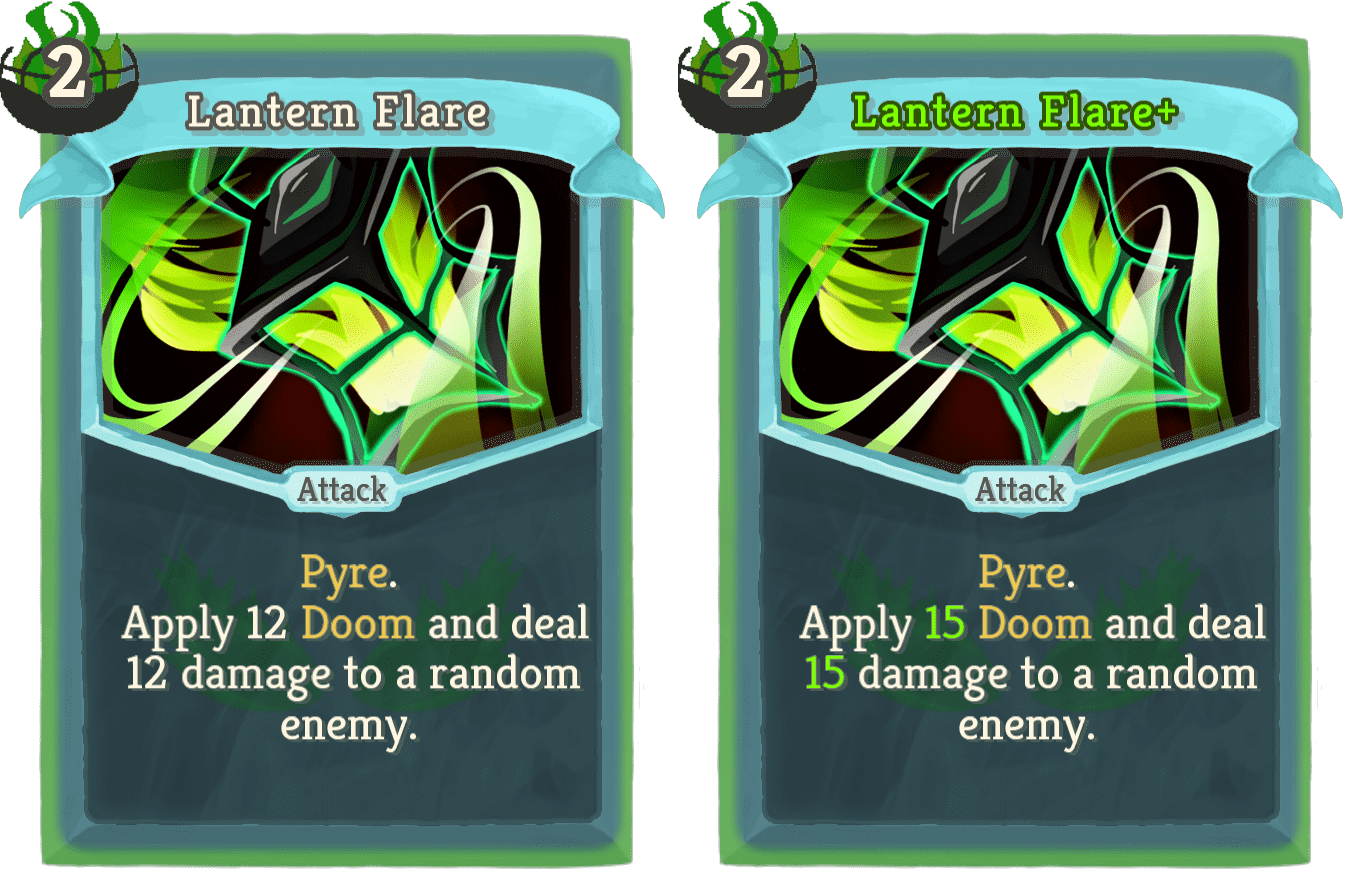 2
Lantern Flare
Attack
Pyre.
Apply 12 Doom and deal
12 damage to a random
enemy.
2
Lantern Flare+
Attack
Pyre.
Apply 15 Doom and deal
15 damage to a random
enemy.